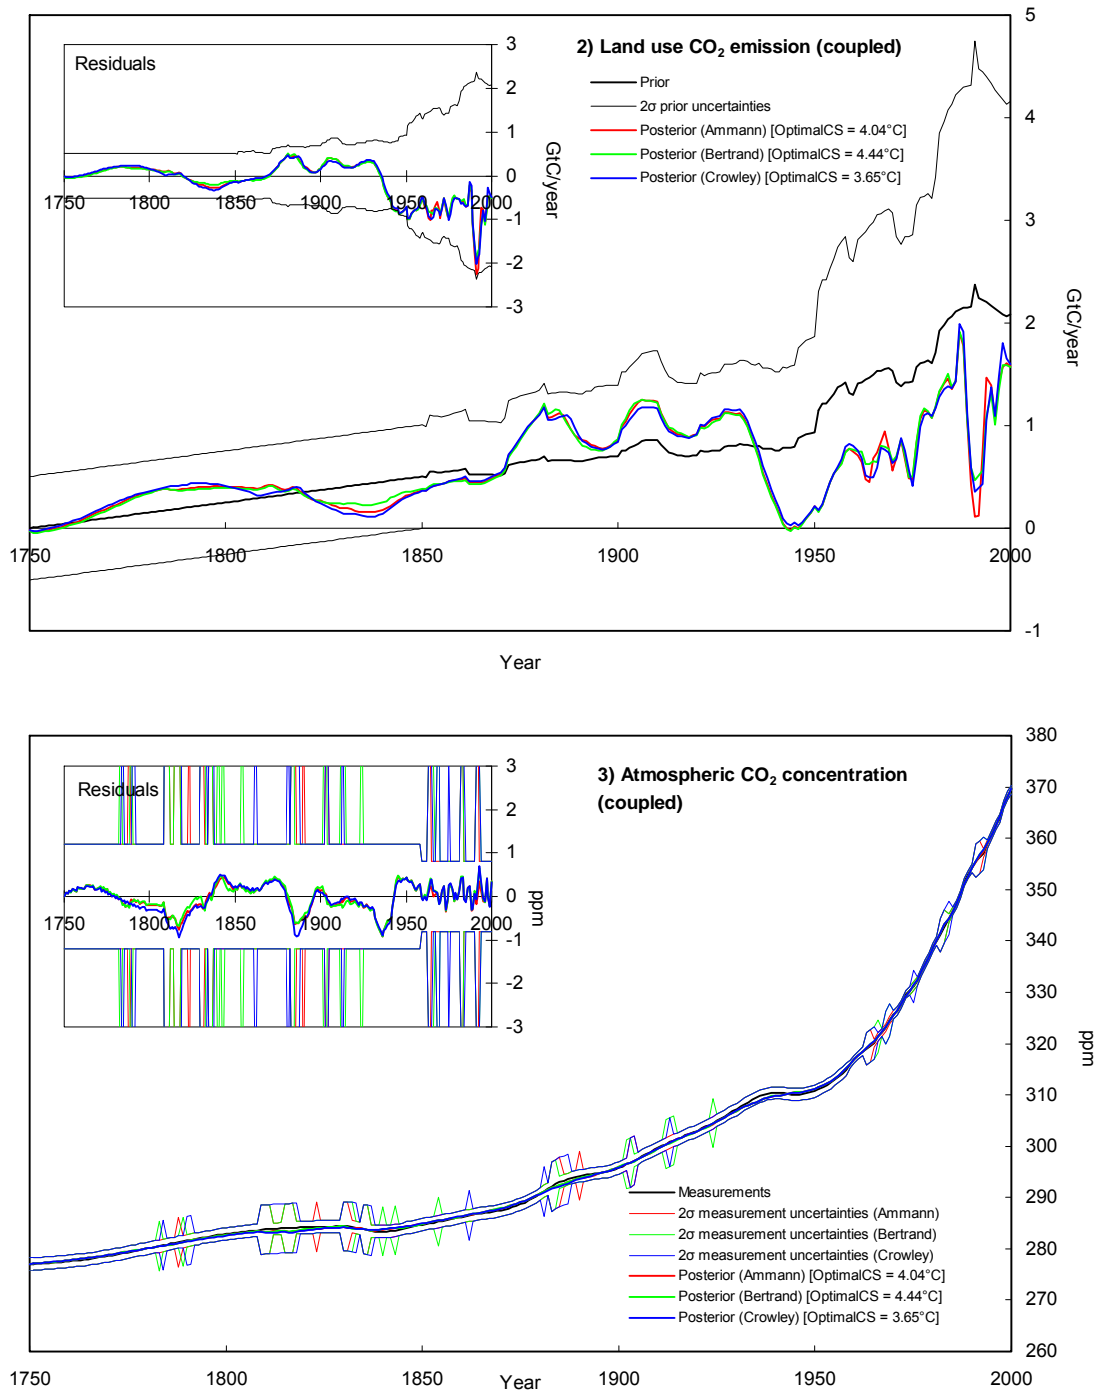 5
4
3
2
1
0
-1
GtC/year
2) Land use CO₂ emission (coupled)
Prior
2σ prior uncertainties
Posterior (Ammann) [OptimalCS = 4.04°C]
Posterior (Bertrand) [OptimalCS = 4.44°C]
Posterior (Crowley) [OptimalCS = 3.65°C]
Residuals
3
2
1
0
-1
-2
-3
GtC/year
1750 1800 1850 1900 1950 2000
1750 1800 1850 1900 1950 2000
Year
380
370
360
350
340
330
320
310
300
290
280
270
260
ppm
3) Atmospheric CO₂ concentration
(coupled)
Residuals
3
2
1
0
-1
-2
-3
ppm
1750 1800 1850 1900 1950 2000
Measurements
2σ measurement uncertainties (Ammann)
2σ measurement uncertainties (Bertrand)
2σ measurement uncertainties (Crowley)
Posterior (Ammann) [OptimalCS = 4.04°C]
Posterior (Bertrand) [OptimalCS = 4.44°C]
Posterior (Crowley) [OptimalCS = 3.65°C]
1750 1800 1850 1900 1950 2000
Year